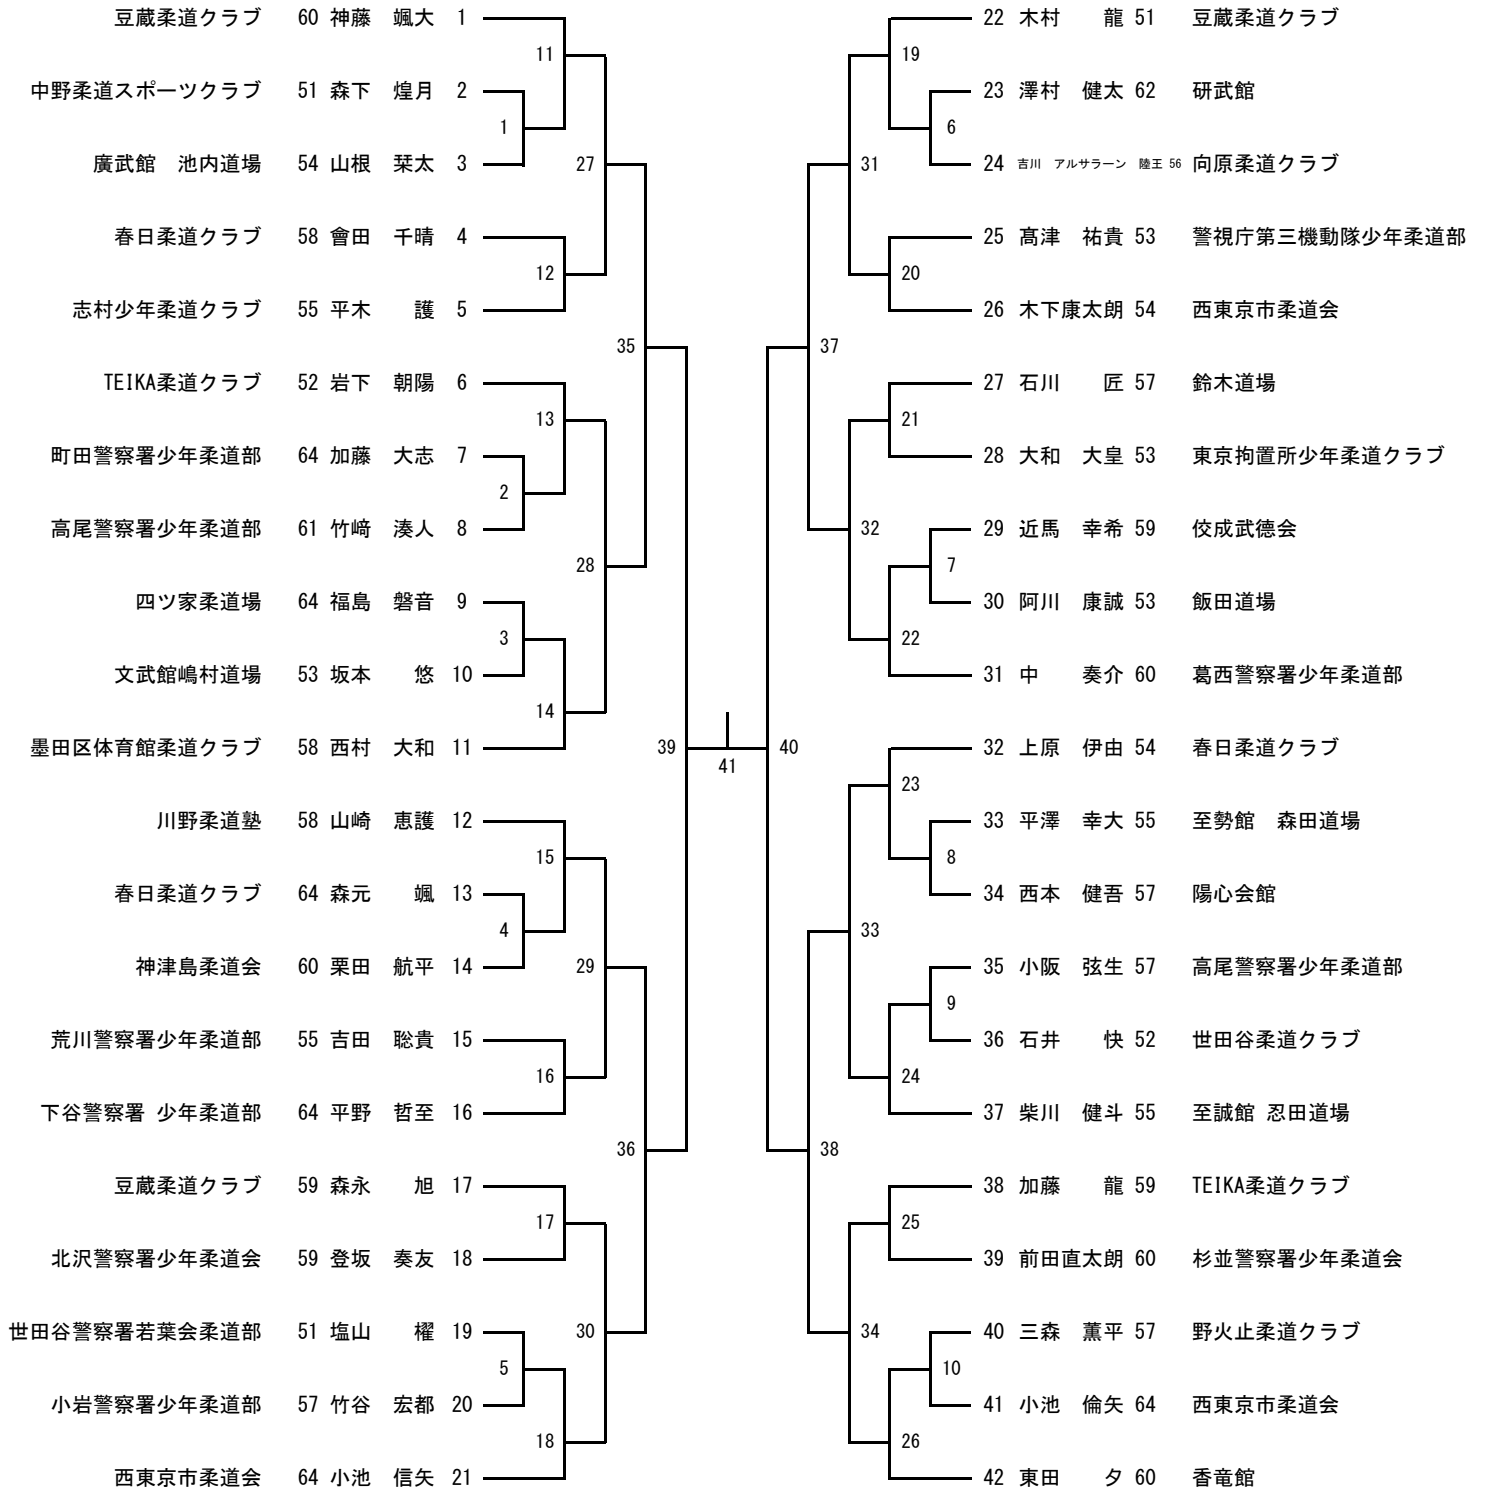 豆蔵柔道クラブ 60 神藤 颯大 1
中野柔道スポーツクラブ 51 森下 煌月 2
廣武館 池内道場 54 山根 栞太 3
春日柔道クラブ 58 會田 千晴 4
志村少年柔道クラブ 55 平木 護 5
TEIKA柔道クラブ 52 岩下 朝陽 6
町田警察署少年柔道部 64 加藤 大志 7
高尾警察署少年柔道部 61 竹﨑 湊人 8
四ツ家柔道場 64 福島 磐音 9
文武館嶋村道場 53 坂本 悠 10
墨田区体育館柔道クラブ 58 西村 大和 11
川野柔道塾 58 山崎 恵護 12
春日柔道クラブ 64 森元 颯 13
神津島柔道会 60 栗田 航平 14
荒川警察署少年柔道部 55 吉田 聡貴 15
下谷警察署 少年柔道部 64 平野 哲至 16
豆蔵柔道クラブ 59 森永 旭 17
北沢警察署少年柔道会 59 登坂 奏友 18
世田谷警察署若葉会柔道部 51 塩山 櫂 19
小岩警察署少年柔道部 57 竹谷 宏都 20
西東京市柔道会 64 小池 信矢 21
1
2
3
4
5
11
12
13
14
15
16
17
18
27
28
29
30
35
36
39
41
40
37
38
31
32
33
34
19
20
21
22
23
24
25
26
6
7
8
9
10
22 木村 龍 51 豆蔵柔道クラブ
23 澤村 健太 62 研武館
24 吉川 アルサラーン 陸王 56 向原柔道クラブ
25 髙津 祐貴 53 警視庁第三機動隊少年柔道部
26 木下康太朗 54 西東京市柔道会
27 石川 匠 57 鈴木道場
28 大和 大皇 53 東京拘置所少年柔道クラブ
29 近馬 幸希 59 佼成武徳会
30 阿川 康誠 53 飯田道場
31 中 奏介 60 葛西警察署少年柔道部
32 上原 伊由 54 春日柔道クラブ
33 平澤 幸大 55 至勢館 森田道場
34 西本 健吾 57 陽心会館
35 小阪 弦生 57 高尾警察署少年柔道部
36 石井 快 52 世田谷柔道クラブ
37 柴川 健斗 55 至誠館 忍田道場
38 加藤 龍 59 TEIKA柔道クラブ
39 前田直太朗 60 杉並警察署少年柔道会
40 三森 薫平 57 野火止柔道クラブ
41 小池 倫矢 64 西東京市柔道会
42 東田 夕 60 香竜館